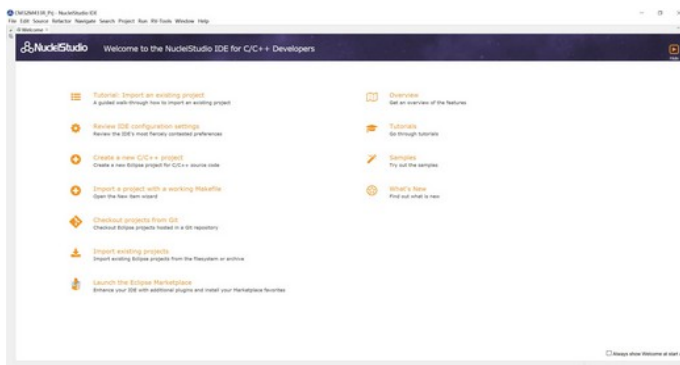 NucleiStudio IDE
File Edit Source Refactor Navigate Search Project Run RV-Tools Window Help
Welcome
NucleiStudio
Welcome to the NucleiStudio IDE for C/C++ Developers
Tutorial: Import an existing project
A guided walk-through how to import an existing project
Review IDE configuration settings
Review the IDE's most fiercely contested preferences
Create a new C/C++ project
Create a new Eclipse project for C/C++ source code
Import a project with a working Makefile
Open the New item wizard
Checkout projects from Git
Checkout Eclipse projects hosted in a Git repository
Import existing projects
Import existing Eclipse projects from the filesystem or archive
Launch the Eclipse Marketplace
Enhance your IDE with additional plugins and install your Marketplace favorites
Overview
Get an overview of the features
Tutorials
Go through tutorials
Samples
Try out the samples
What's New
Find out what is new
Always show Welcome at start